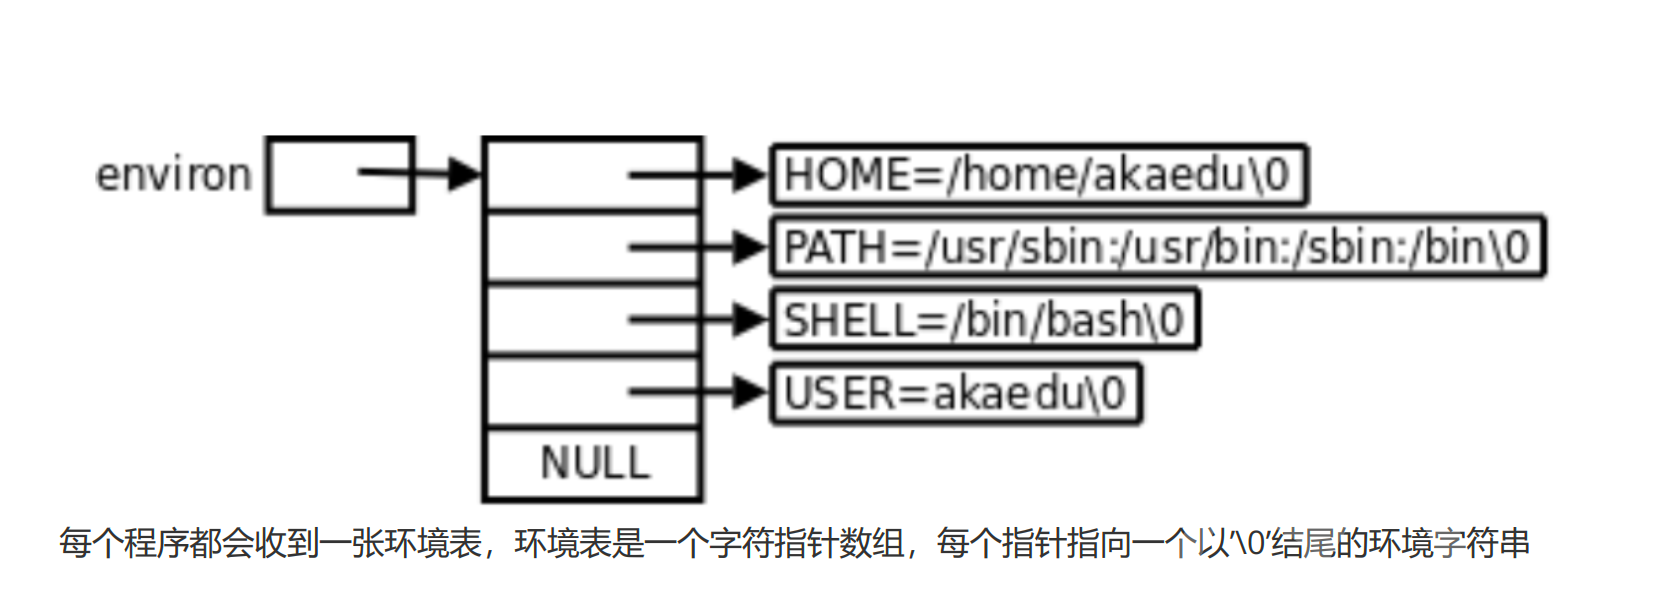 environ
HOME=/home/akaedu\0
PATH=/usr/sbin:/usr/bin:/sbin:/bin\0
SHELL=/bin/bash\0
USER=akaedu\0
NULL
每个程序都会收到一张环境表，环境表是一个字符指针数组，每个指针指向一个以’\0’结尾的环境字符串